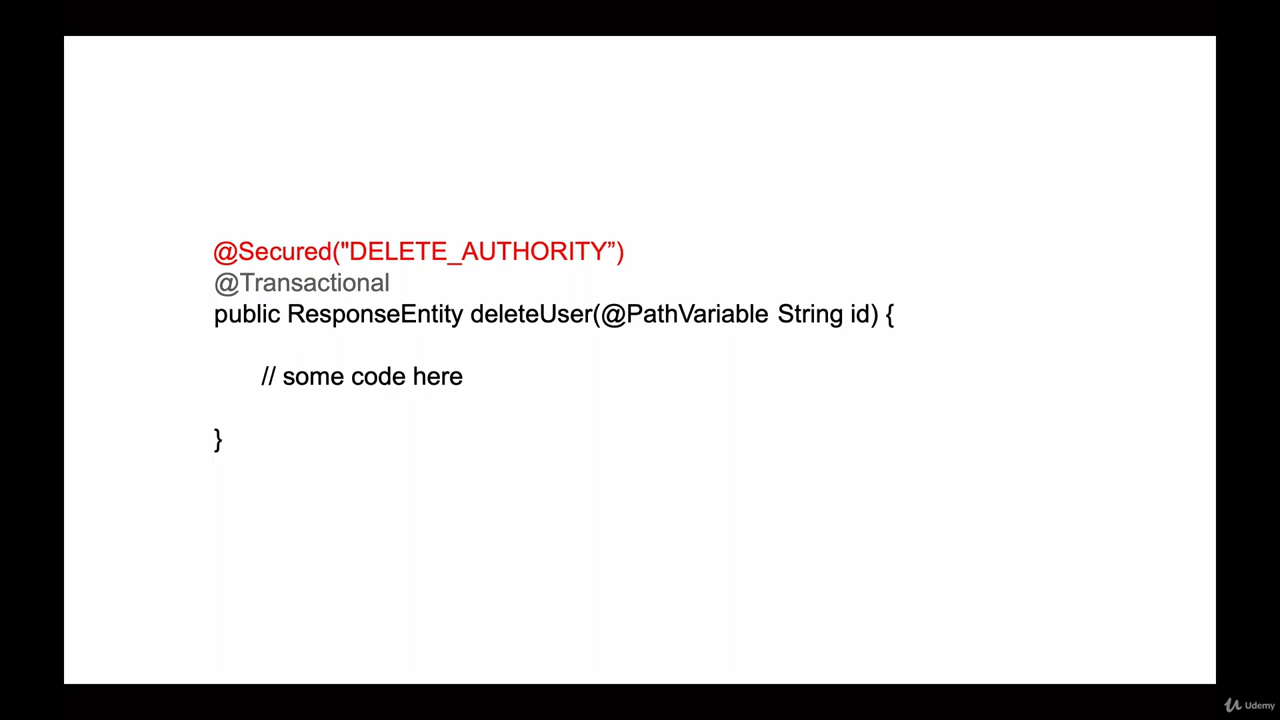 @Secured("DELETE_AUTHORITY”)
@Transactional
public ResponseEntity deleteUser(@PathVariable String id) {
// some code here
}
Udemy